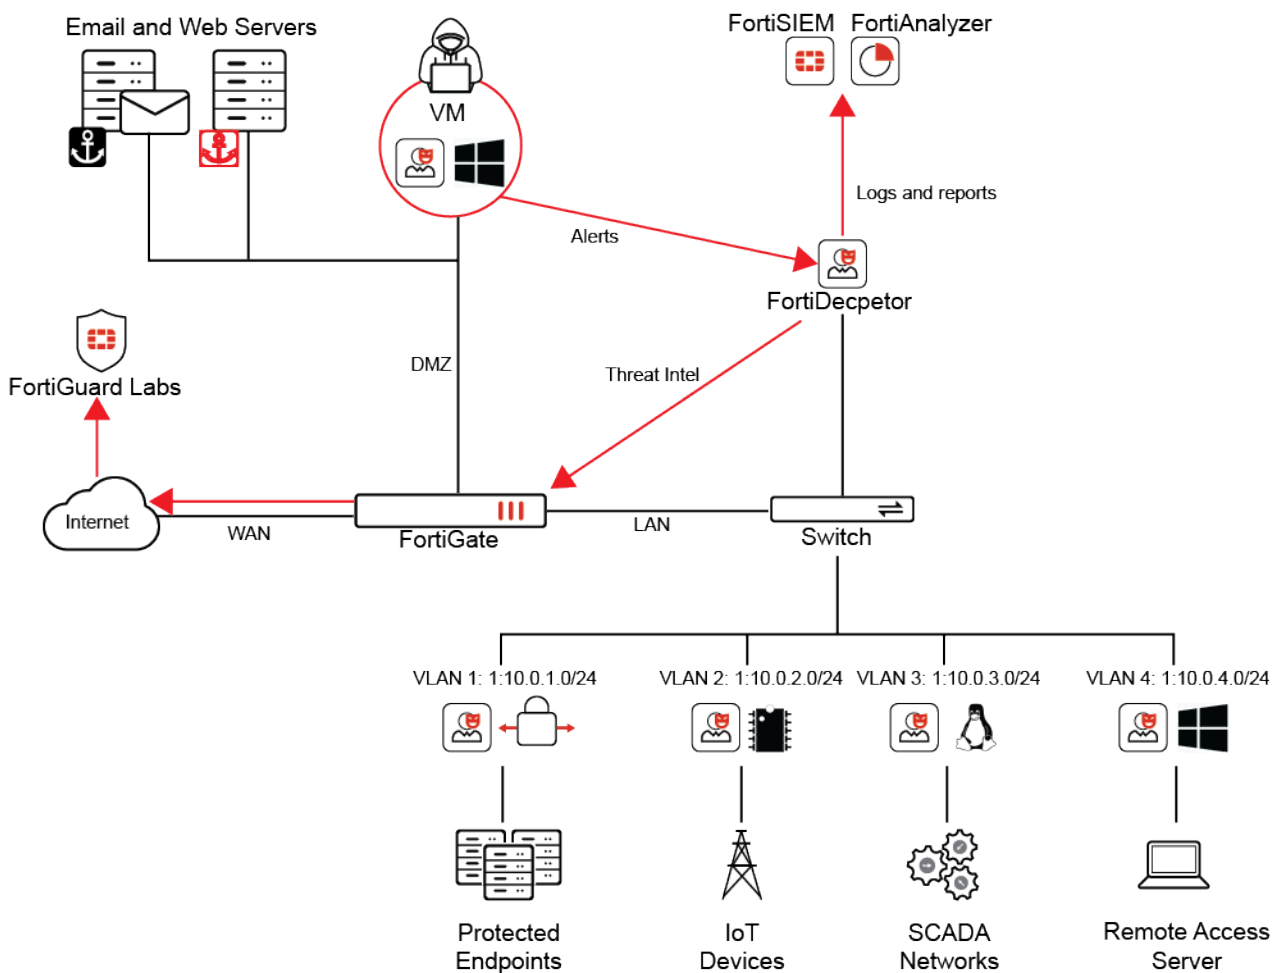 Email and Web Servers
FortiSIEM FortiAnalyzer
VM
Logs and reports
Alerts
FortiDecpetor
DMZ
Threat Intel
FortiGuard Labs
Internet
WAN
FortiGate
LAN
Switch
VLAN 1: 1:10.0.1.0/24
VLAN 2: 1:10.0.2.0/24
VLAN 3: 1:10.0.3.0/24
VLAN 4: 1:10.0.4.0/24
Protected
Endpoints
IoT
Devices
SCADA
Networks
Remote Access
Server